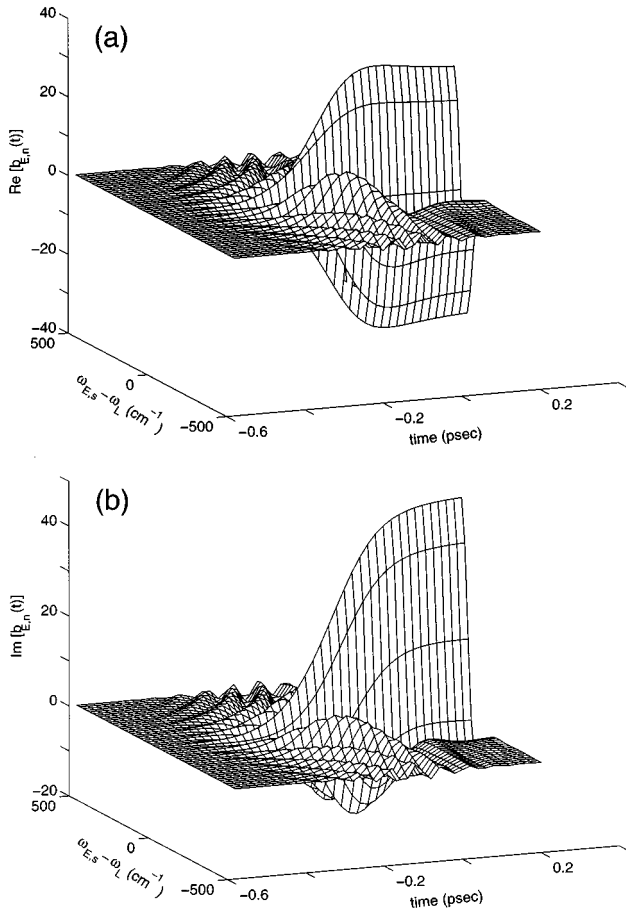 (a)
40
20
0
−20
−40
Re [b_E,n(t)]
500
0
−500
ω_E,s − ω_L (cm⁻¹)
−0.6
−0.2
0.2
time (psec)
(b)
40
20
0
−20
Im [b_E,n(t)]
500
0
−500
ω_E,s − ω_L (cm⁻¹)
−0.6
−0.2
0.2
time (psec)